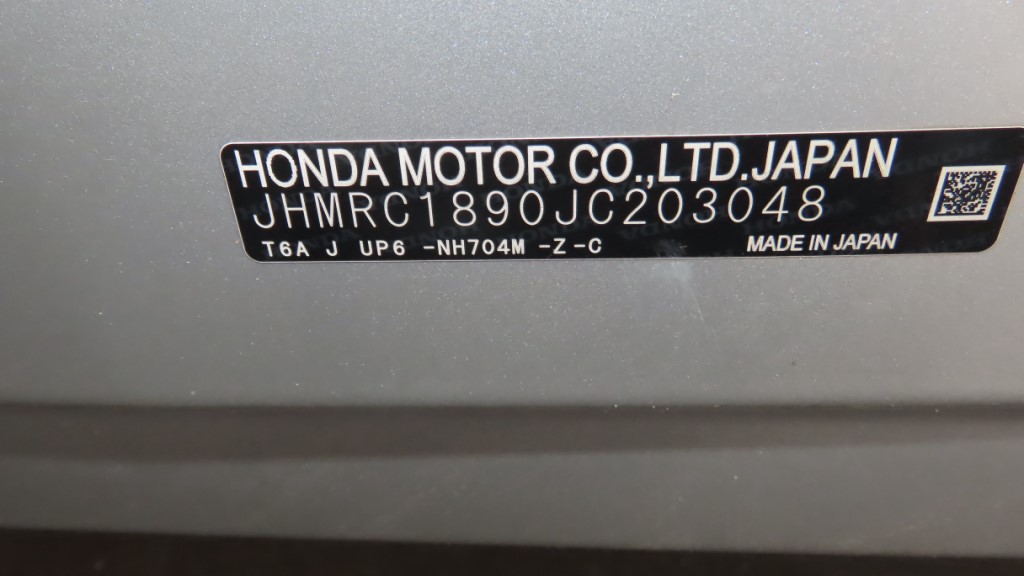 HONDA MOTOR CO.,LTD.JAPAN
JHMRC1890JC203048
T6A J UP6 -NH704M -Z-C MADE IN JAPAN